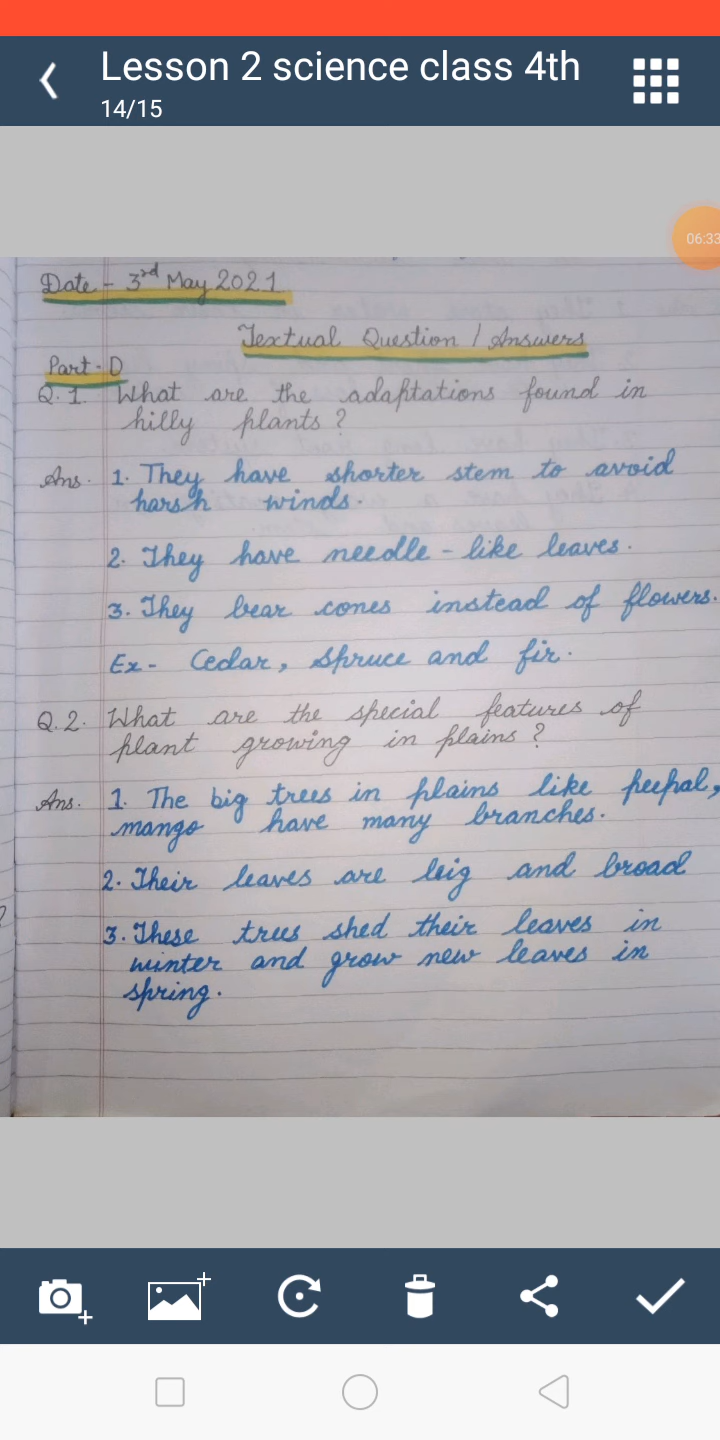 Lesson 2 science class 4th
14/15
06:33
Date - 3rd May 2021
Textual Question / Answers
Part - D
Q. 1. What are the adaptations found in
hilly plants ?
Ans. 1. They have shorter stem to avoid
harsh winds.
2. They have needle - like leaves.
3. They bear cones instead of flowers.
Ex - Cedar, Spruce and fir.
Q. 2. What are the special features of
plant growing in plains ?
Ans. 1. The big trees in plains like peepal,
mango have many branches.
2. Their leaves are big and broad
3. These trees shed their leaves in
winter and grow new leaves in
spring.